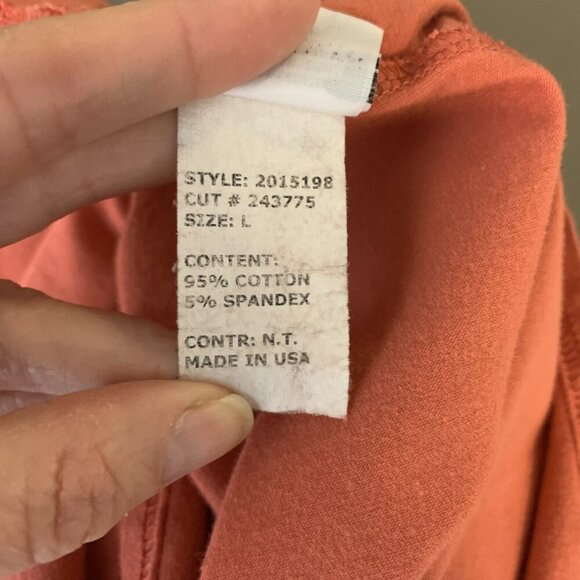 STYLE: 2015198
CUT # 243775
SIZE: L
CONTENT:
95% COTTON
5% SPANDEX
CONTR: N.T.
MADE IN USA